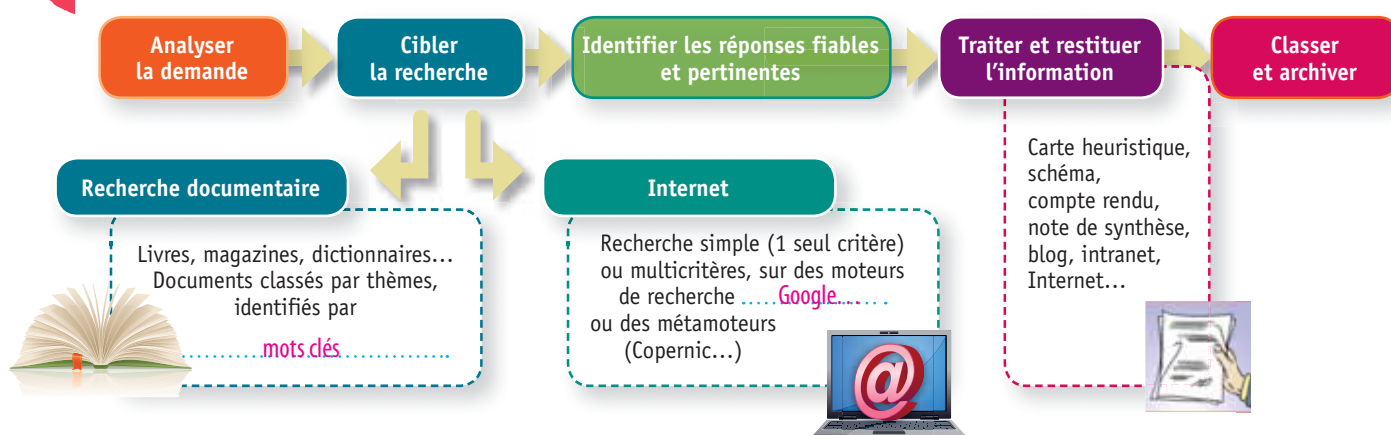 Analyser
la demande
Cibler
la recherche
Identifier les réponses fiables
et pertinentes
Traiter et restituer
l'information
Classer
et archiver
Recherche documentaire
Livres, magazines, dictionnaires…
Documents classés par thèmes,
identifiés par
mots clés
Internet
Recherche simple (1 seul critère)
ou multicritères, sur des moteurs
de recherche Google…
ou des métamoteurs
(Copernic…)
@
Carte heuristique,
schéma,
compte rendu,
note de synthèse,
blog, intranet,
Internet…